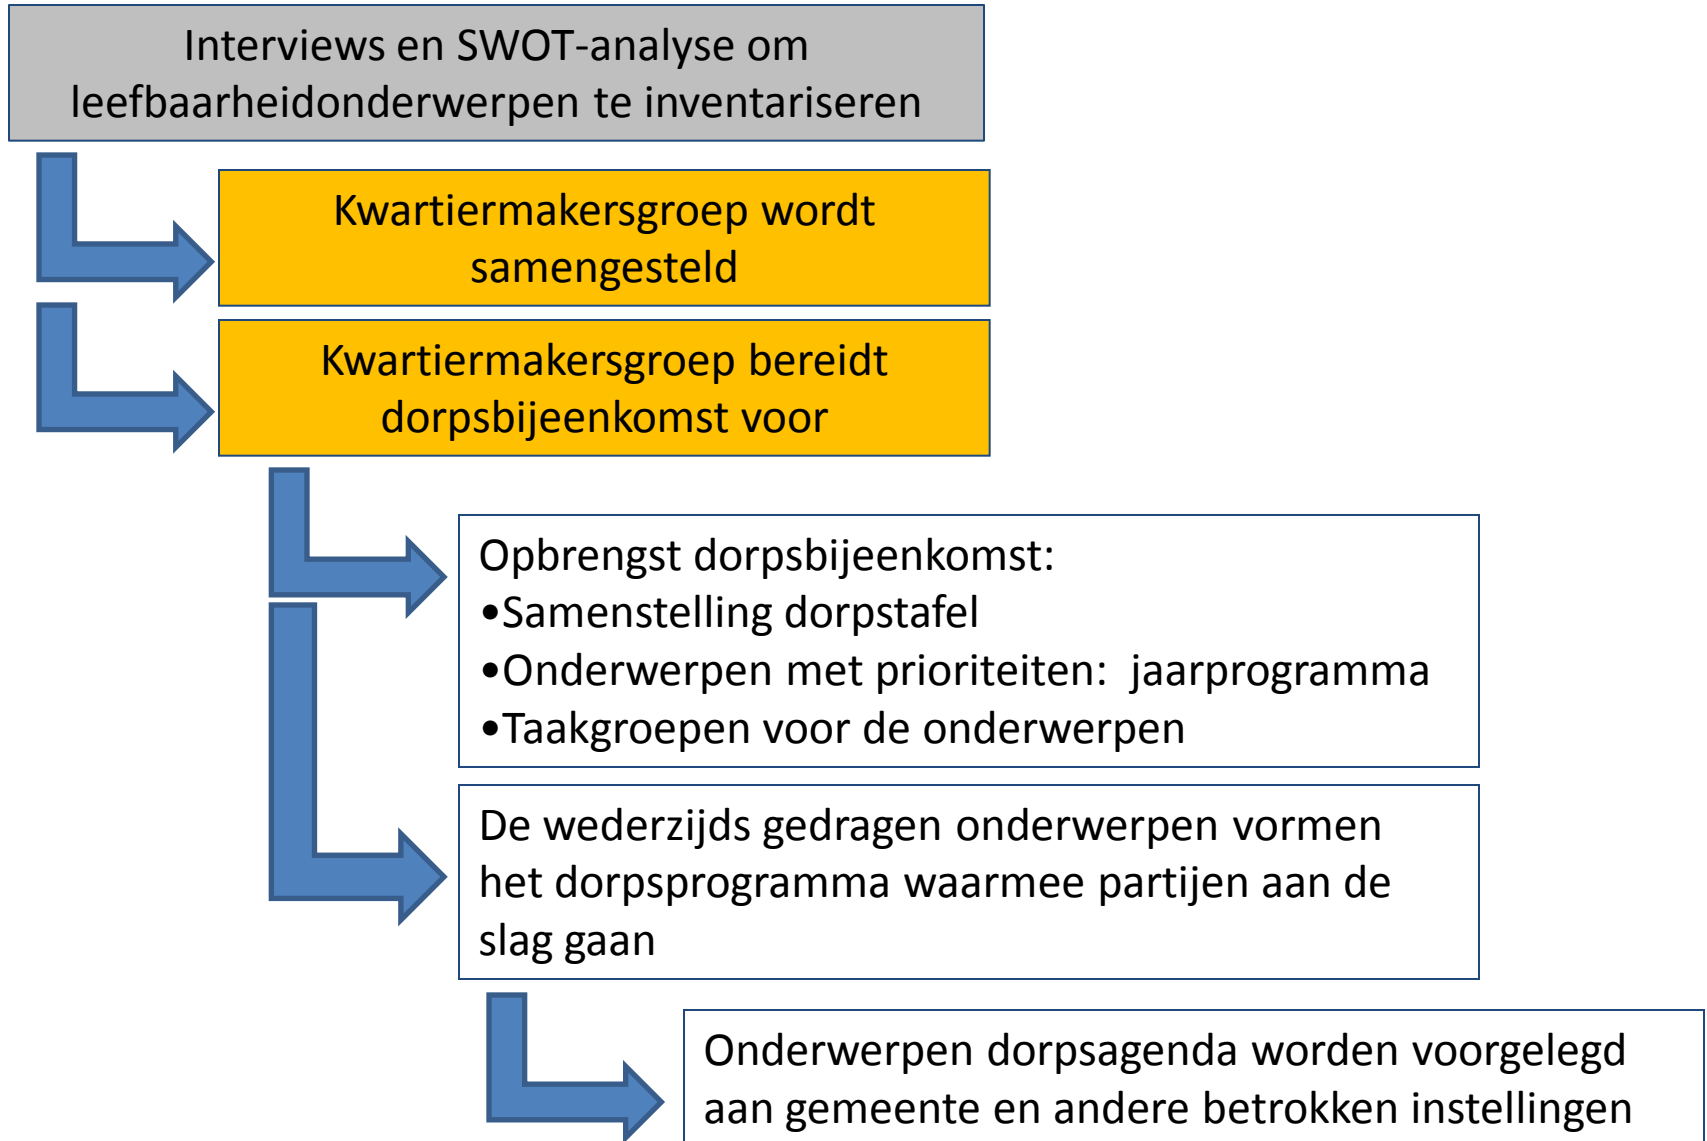 Interviews en SWOT-analyse om
leefbaarheidonderwerpen te inventariseren
Kwartiermakersgroep wordt
samengesteld
Kwartiermakersgroep bereidt
dorpsbijeenkomst voor
Opbrengst dorpsbijeenkomst:
•Samenstelling dorpstafel
•Onderwerpen met prioriteiten:  jaarprogramma
•Taakgroepen voor de onderwerpen
De wederzijds gedragen onderwerpen vormen
het dorpsprogramma waarmee partijen aan de
slag gaan
Onderwerpen dorpsagenda worden voorgelegd
aan gemeente en andere betrokken instellingen